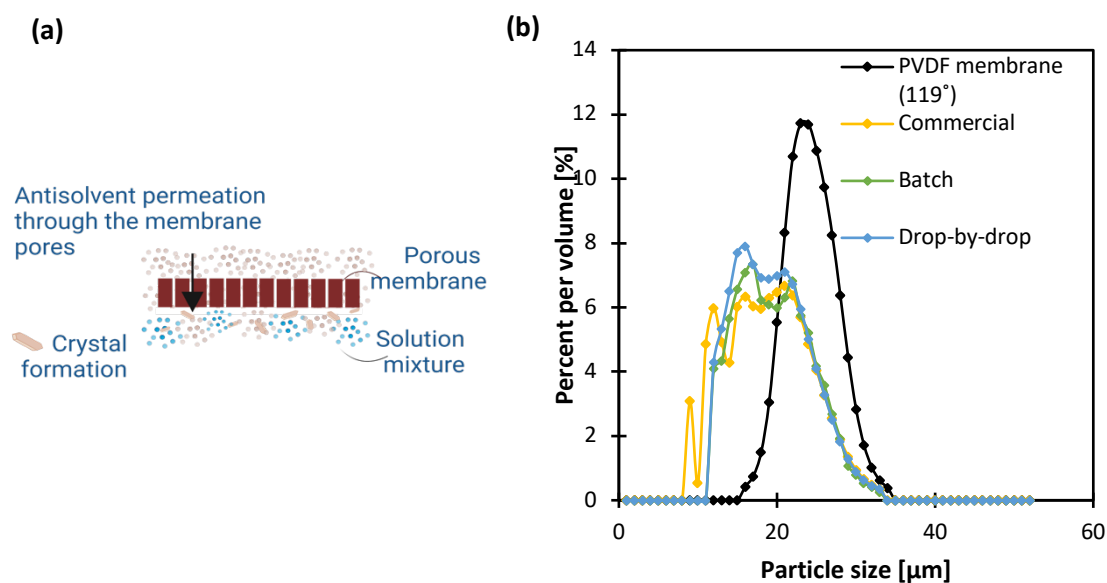 (a)
Antisolvent permeation
through the membrane
pores
Porous
membrane
Crystal
formation
Solution
mixture
(b)
Percent per volume [%]
14
12
10
8
6
4
2
0
0
20
40
60
Particle size [µm]
PVDF membrane
(119˚)
Commercial
Batch
Drop-by-drop